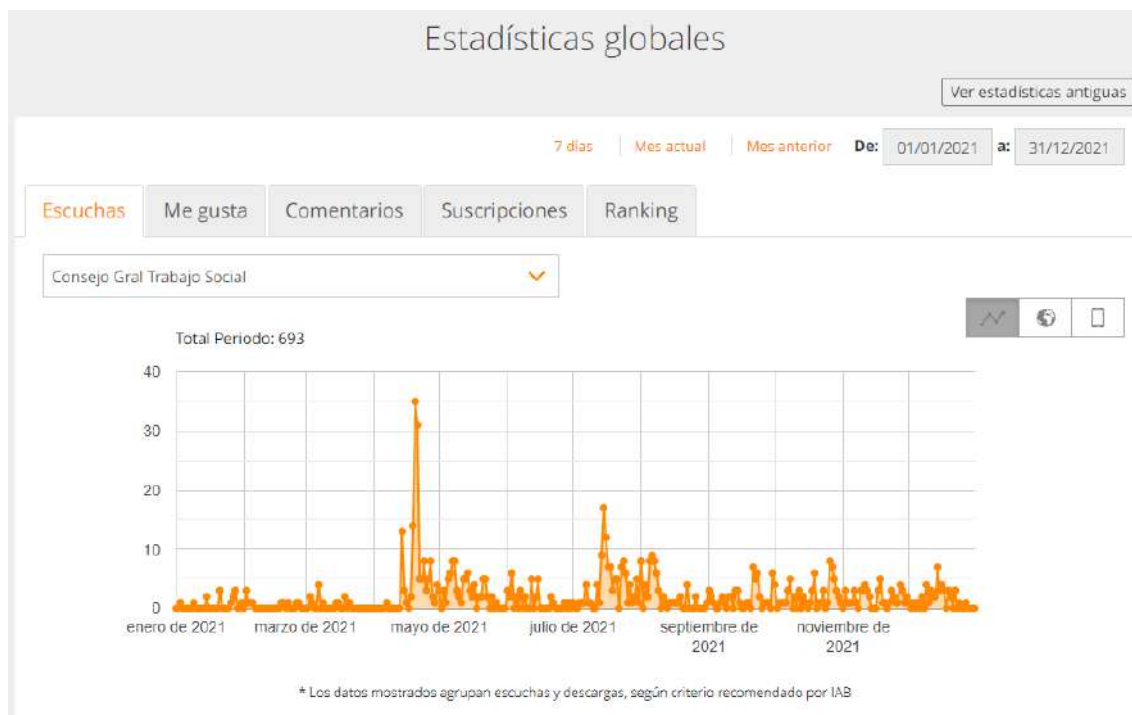 Estadísticas globales
Ver estadísticas antiguas
7 días Mes actual Mes anterior De: 01/01/2021 a: 31/12/2021
Escuchas Me gusta Comentarios Suscripciones Ranking
Consejo Gral Trabajo Social
Total Periodo: 693
40
30
20
10
0
enero de 2021 marzo de 2021 mayo de 2021 julio de 2021 septiembre de 2021 noviembre de 2021
* Los datos mostrados agrupan escuchas y descargas, según criterio recomendado por IAB